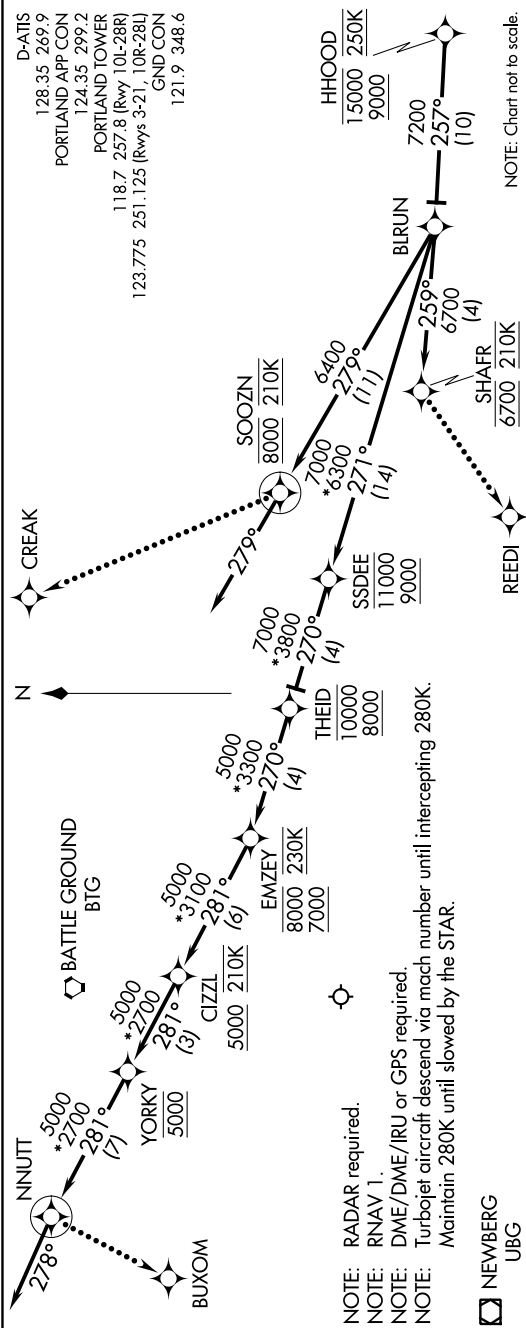 D-ATIS
128.35 269.9
PORTLAND APP CON
124.35 299.2
PORTLAND TOWER
118.7 257.8 (Rwy 10L-28R)
123.775 251.125 (Rwys 3-21, 10R-28L)
GND CON
121.9 348.6
HHOOD
15000 250K
9000
7200
257°
(10)
BLRUN
259°
6700
(4)
SHAFR
6700 210K
REEDI
6400
279°
(11)
SOOZN
8000 210K
279°
CREAK
7000
*6300
271°
(14)
SSDEE
11000
9000
7000
*3800
270°
(4)
THEID
10000
8000
5000
*3300
270°
(4)
EMZEY
8000 230K
7000
5000
*3100
281°
(6)
CIZZL
5000 210K
5000
*2700
281°
(3)
YORKY
5000
5000
*2700
281°
(7)
NNUTT
278°
BUXOM
N
BATTLE GROUND
BTG
NEWBERG
UBG
NOTE: RADAR required.
NOTE: RNAV 1.
NOTE: DME/DME/IRU or GPS required.
NOTE: Turbojet aircraft descend via mach number until intercepting 280K.
Maintain 280K until slowed by the STAR.
NOTE: Chart not to scale.